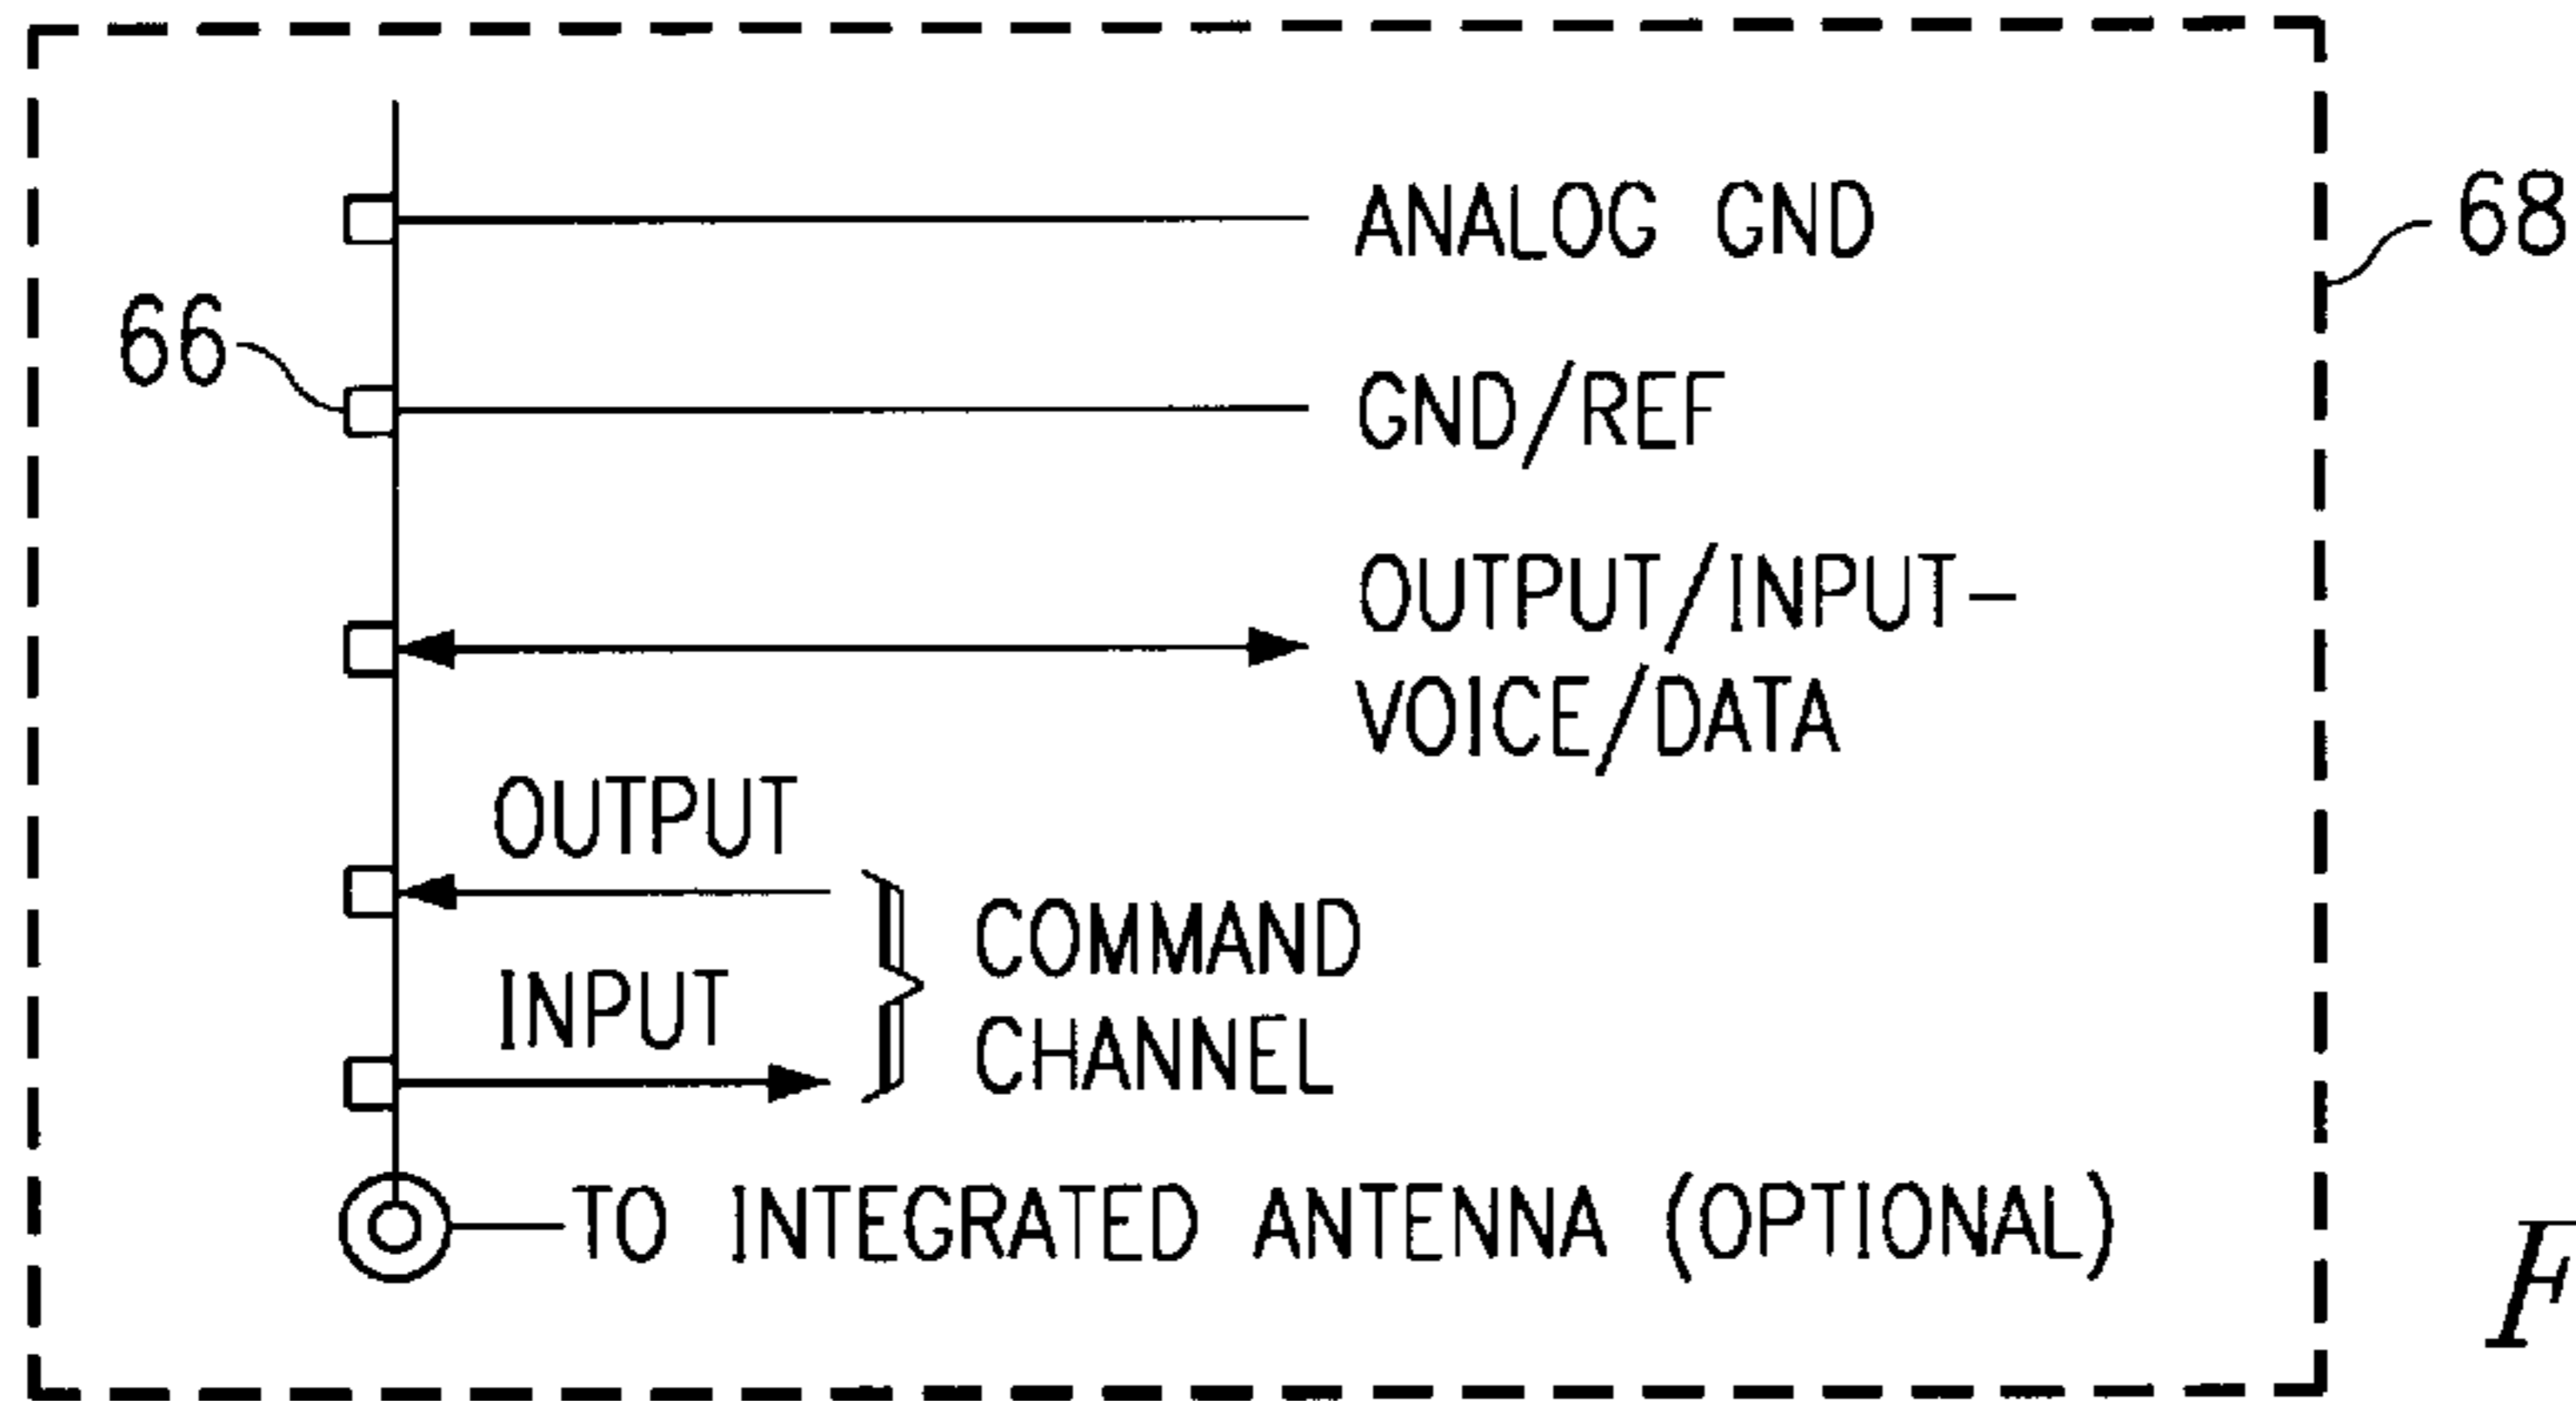 ANALOG GND
68
66
GND/REF
OUTPUT/INPUT-
VOICE/DATA
OUTPUT
INPUT
COMMAND
CHANNEL
TO INTEGRATED ANTENNA (OPTIONAL)
F